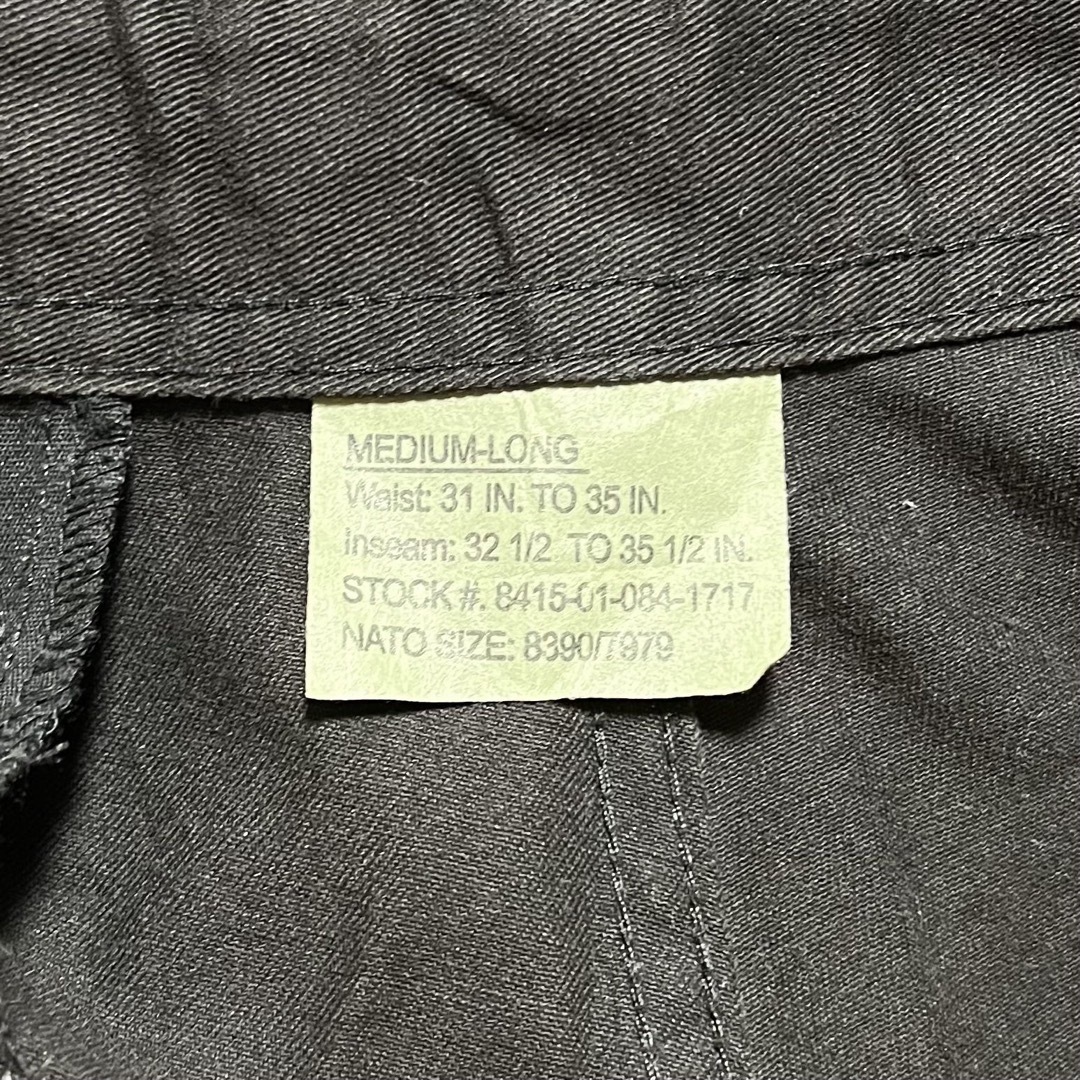 MEDIUM-LONG
Waist: 31 IN. TO 35 IN.
Inseam: 32 1/2 TO 35 1/2 IN.
STOCK #. 8415-01-084-1717
NATO SIZE: 8390/7979